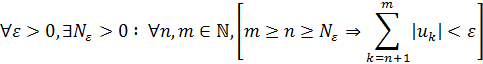 ∀ε > 0, ∃N_ε > 0 : ∀n, m ∈ ℕ, [m ≥ n ≥ N_ε ⇒ ∑_{k=n+1}^{m} |u_k| < ε]